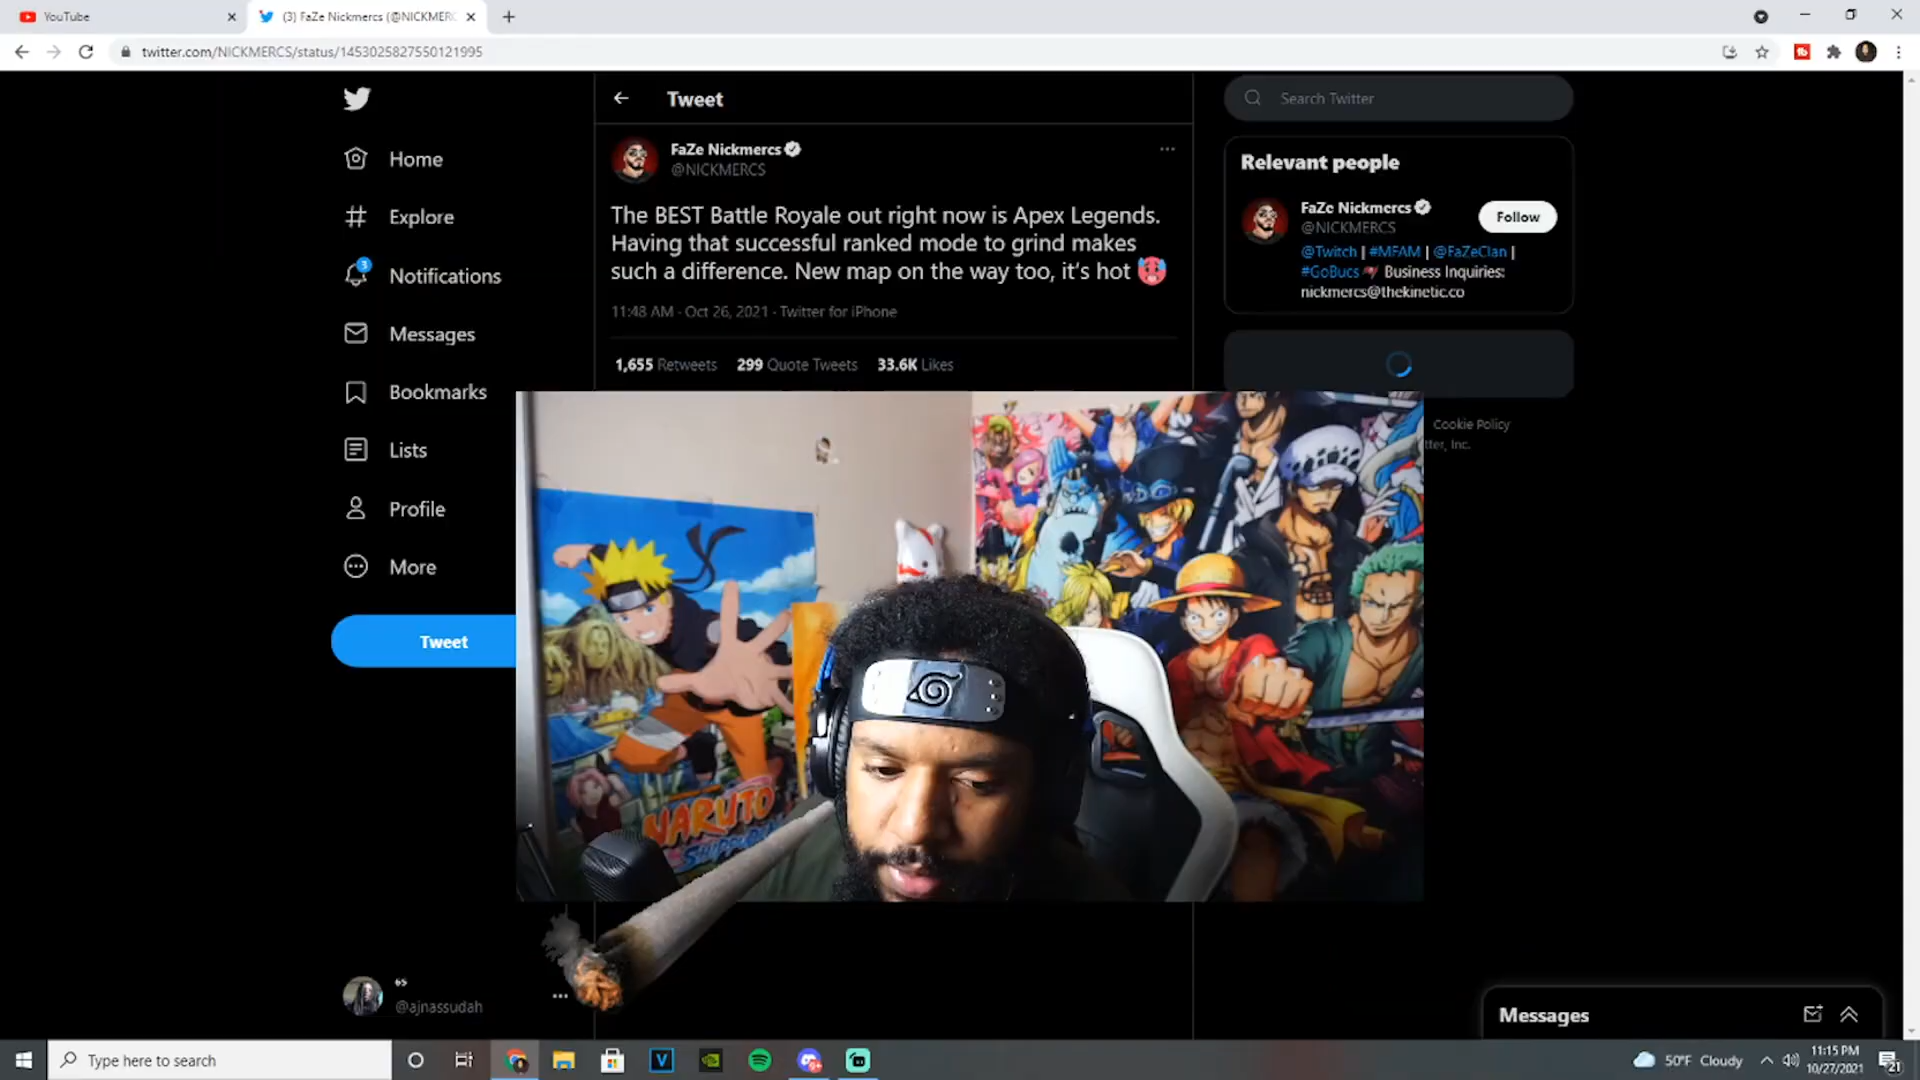 YouTube
(3) FaZe Nickmercs (@NICKMERC
twitter.com/NICKMERCS/status/1453025827550121995
Home
Explore
3
Notifications
Messages
Bookmarks
Lists
Profile
More
Tweet
@ajnassudah
Tweet
FaZe Nickmercs
@NICKMERCS
The BEST Battle Royale out right now is Apex Legends.
Having that successful ranked mode to grind makes
such a difference. New map on the way too, it's hot 🥵
11:48 AM · Oct 26, 2021 · Twitter for iPhone
1,655 Retweets 299 Quote Tweets 33.6K Likes
NARUTO
SHIPPUDEN
Search Twitter
Relevant people
FaZe Nickmercs
@NICKMERCS
Follow
@Twitch | #MFAM | @FaZeClan |
#GoBucs Business Inquiries:
nickmercs@thekinetic.co
Cookie Policy
tter, Inc.
Messages
Type here to search
50°F Cloudy
11:15 PM
10/27/2021
21